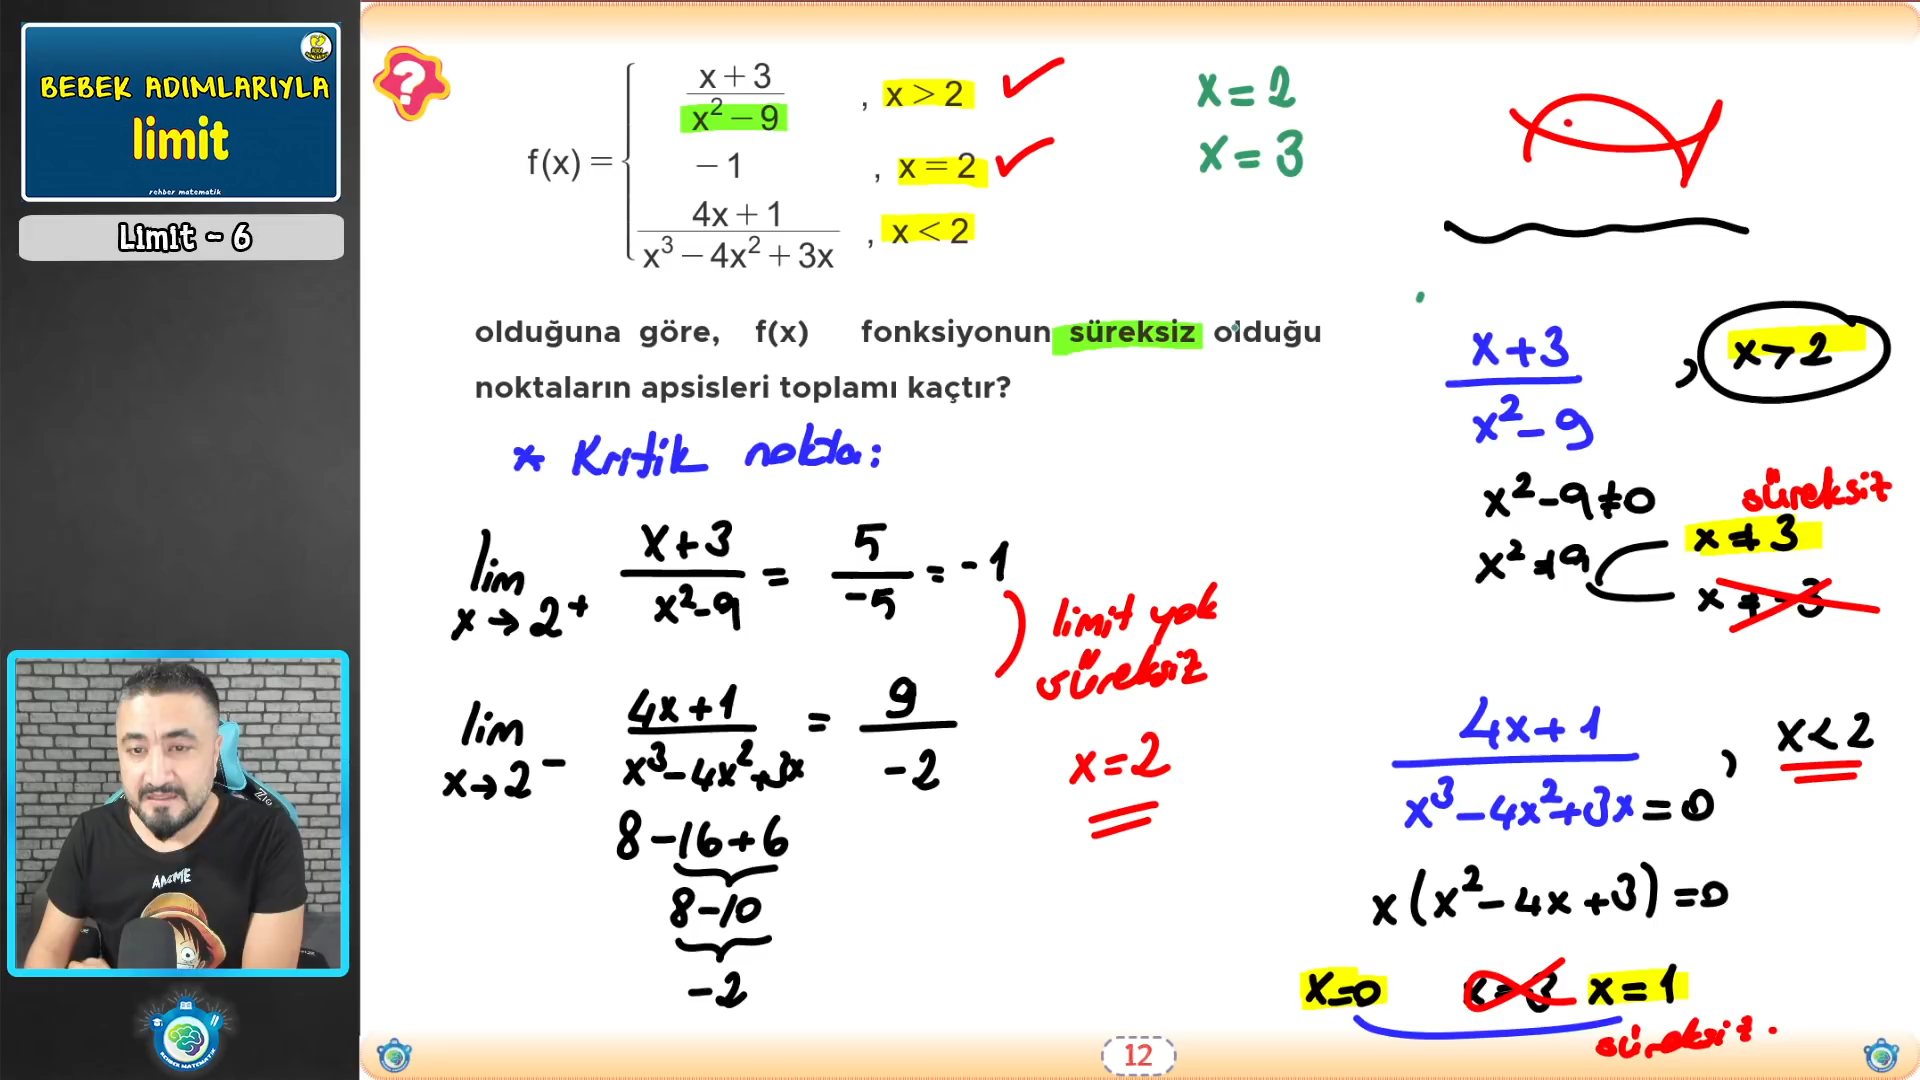 BEBEK ADIMLARIYLA
limit
rehber matematik
Limit - 6
?
f(x) = { x+3 / x² − 9 , x > 2
− 1 , x = 2
4x + 1 / x³ − 4x² + 3x , x < 2
x = 2
x = 3
olduğuna göre, f(x) fonksiyonun süreksiz olduğu
noktaların apsisleri toplamı kaçtır?
* Kritik nokta:
lim x→2⁺ x+3 / x²-9 = 5 / -5 = -1
limit yok
süreksiz
x=2
lim x→2⁻ 4x+1 / x³-4x²+3x = 9 / -2
8-16+6
8-10
-2
x+3 / x²-9 , x>2
x²-9≠0
süreksiz
x²≠9
x≠3
x≠-3
4x+1 / x³-4x²+3x =0 , x<2
x(x²-4x+3)=0
x=0 x=3 x=1
süreksiz.
ANIME
REHBER MATEMATİK
12